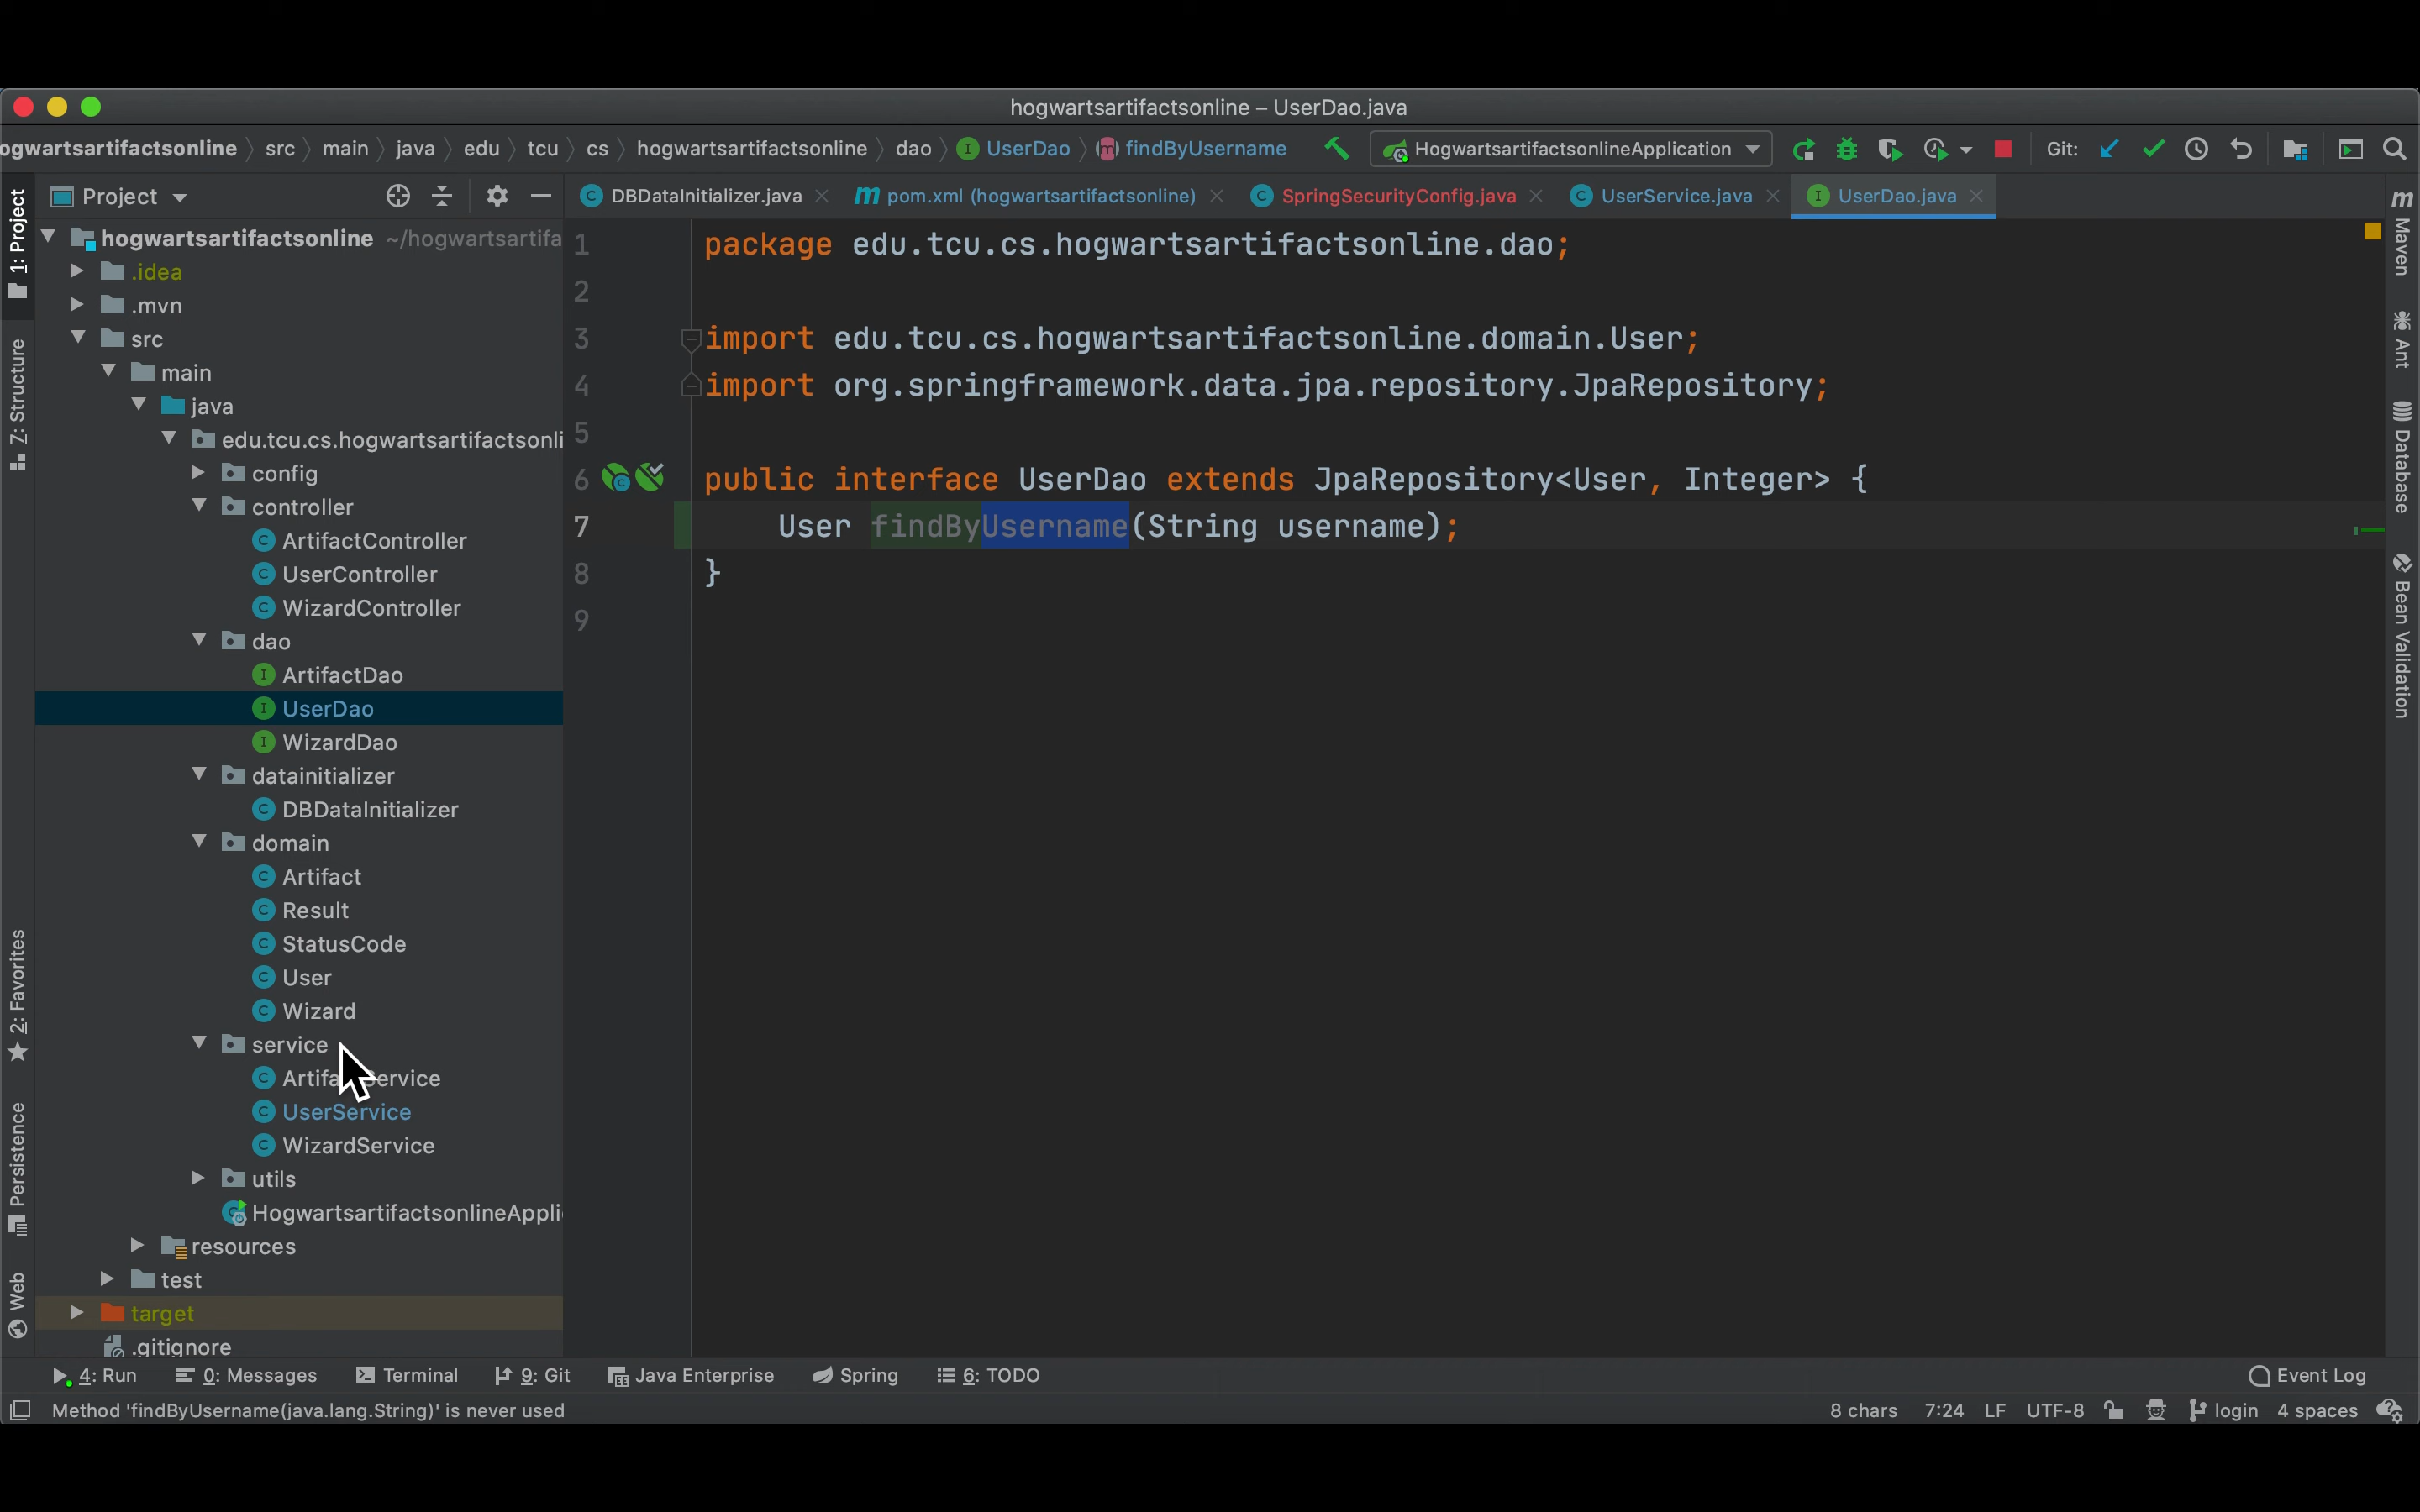 hogwartsartifactsonline – UserDao.java
ogwartsartifactsonline src main java edu tcu cs hogwartsartifactsonline dao UserDao findByUsername HogwartsartifactsonlineApplication Git:
Project
DBDataInitializer.java pom.xml (hogwartsartifactsonline) SpringSecurityConfig.java UserService.java UserDao.java
1: Project
Z: Structure
2: Favorites
Persistence
Web
hogwartsartifactsonline ~/hogwartsartifa
.idea
.mvn
src
main
java
edu.tcu.cs.hogwartsartifactsonli
config
controller
ArtifactController
UserController
WizardController
dao
ArtifactDao
UserDao
WizardDao
datainitializer
DBDataInitializer
domain
Artifact
Result
StatusCode
User
Wizard
service
UserService
WizardService
utils
HogwartsartifactsonlineAppli
resources
test
target
.gitignore
1 package edu.tcu.cs.hogwartsartifactsonline.dao;
2
3 import edu.tcu.cs.hogwartsartifactsonline.domain.User;
4 import org.springframework.data.jpa.repository.JpaRepository;
5
6 public interface UserDao extends JpaRepository<User, Integer> {
7 User findByUsername(String username);
8 }
9
Maven
Ant
Database
Bean Validation
4: Run 0: Messages Terminal 9: Git Java Enterprise Spring 6: TODO Event Log
Method 'findByUsername(java.lang.String)' is never used 8 chars 7:24 LF UTF-8 login 4 spaces